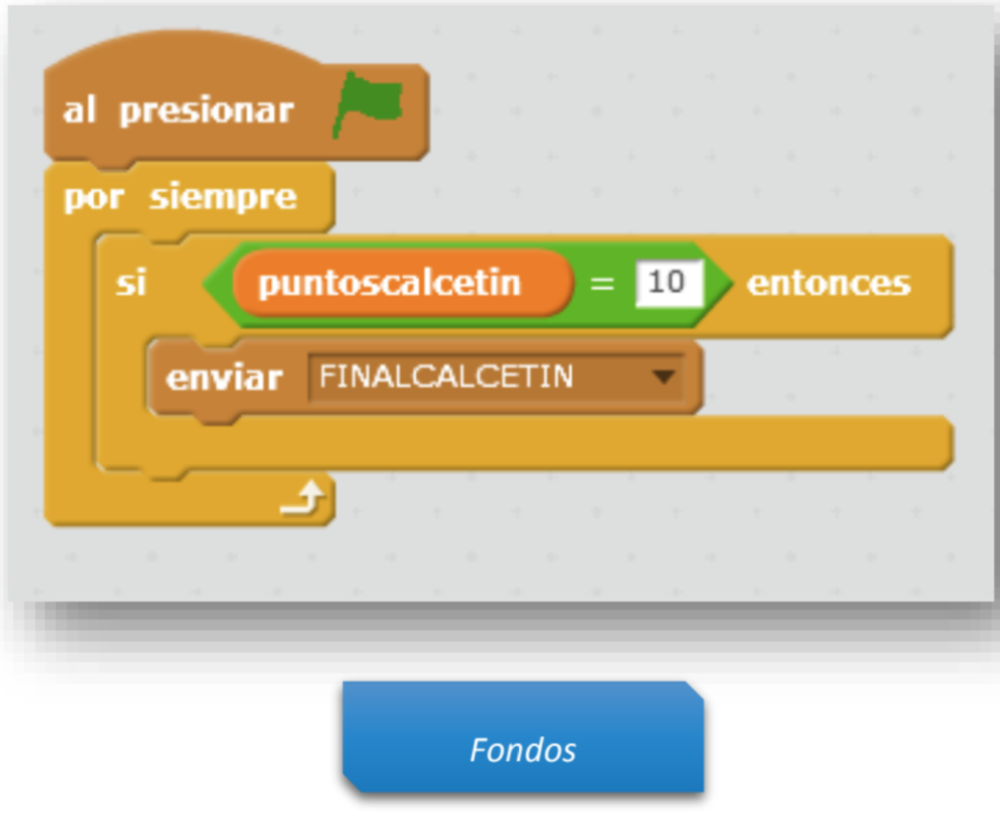 al presionar
por siempre
si puntoscalcetin = 10 entonces
enviar FINALCALCETIN
Fondos